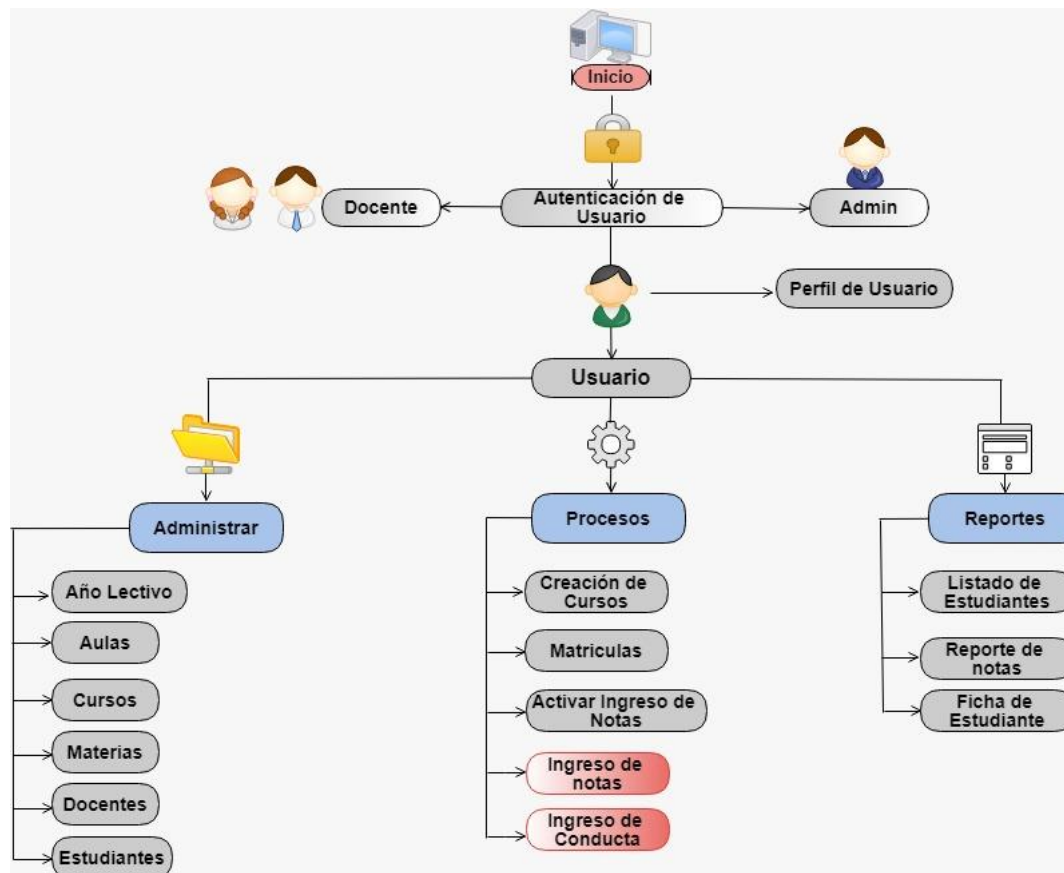 Inicio
Docente
Autenticación de
Usuario
Admin
Perfil de Usuario
Usuario
Administrar
Año Lectivo
Aulas
Cursos
Materias
Docentes
Estudiantes
Procesos
Creación de
Cursos
Matriculas
Activar Ingreso de
Notas
Ingreso de
notas
Ingreso de
Conducta
Reportes
Listado de
Estudiantes
Reporte de
notas
Ficha de
Estudiante